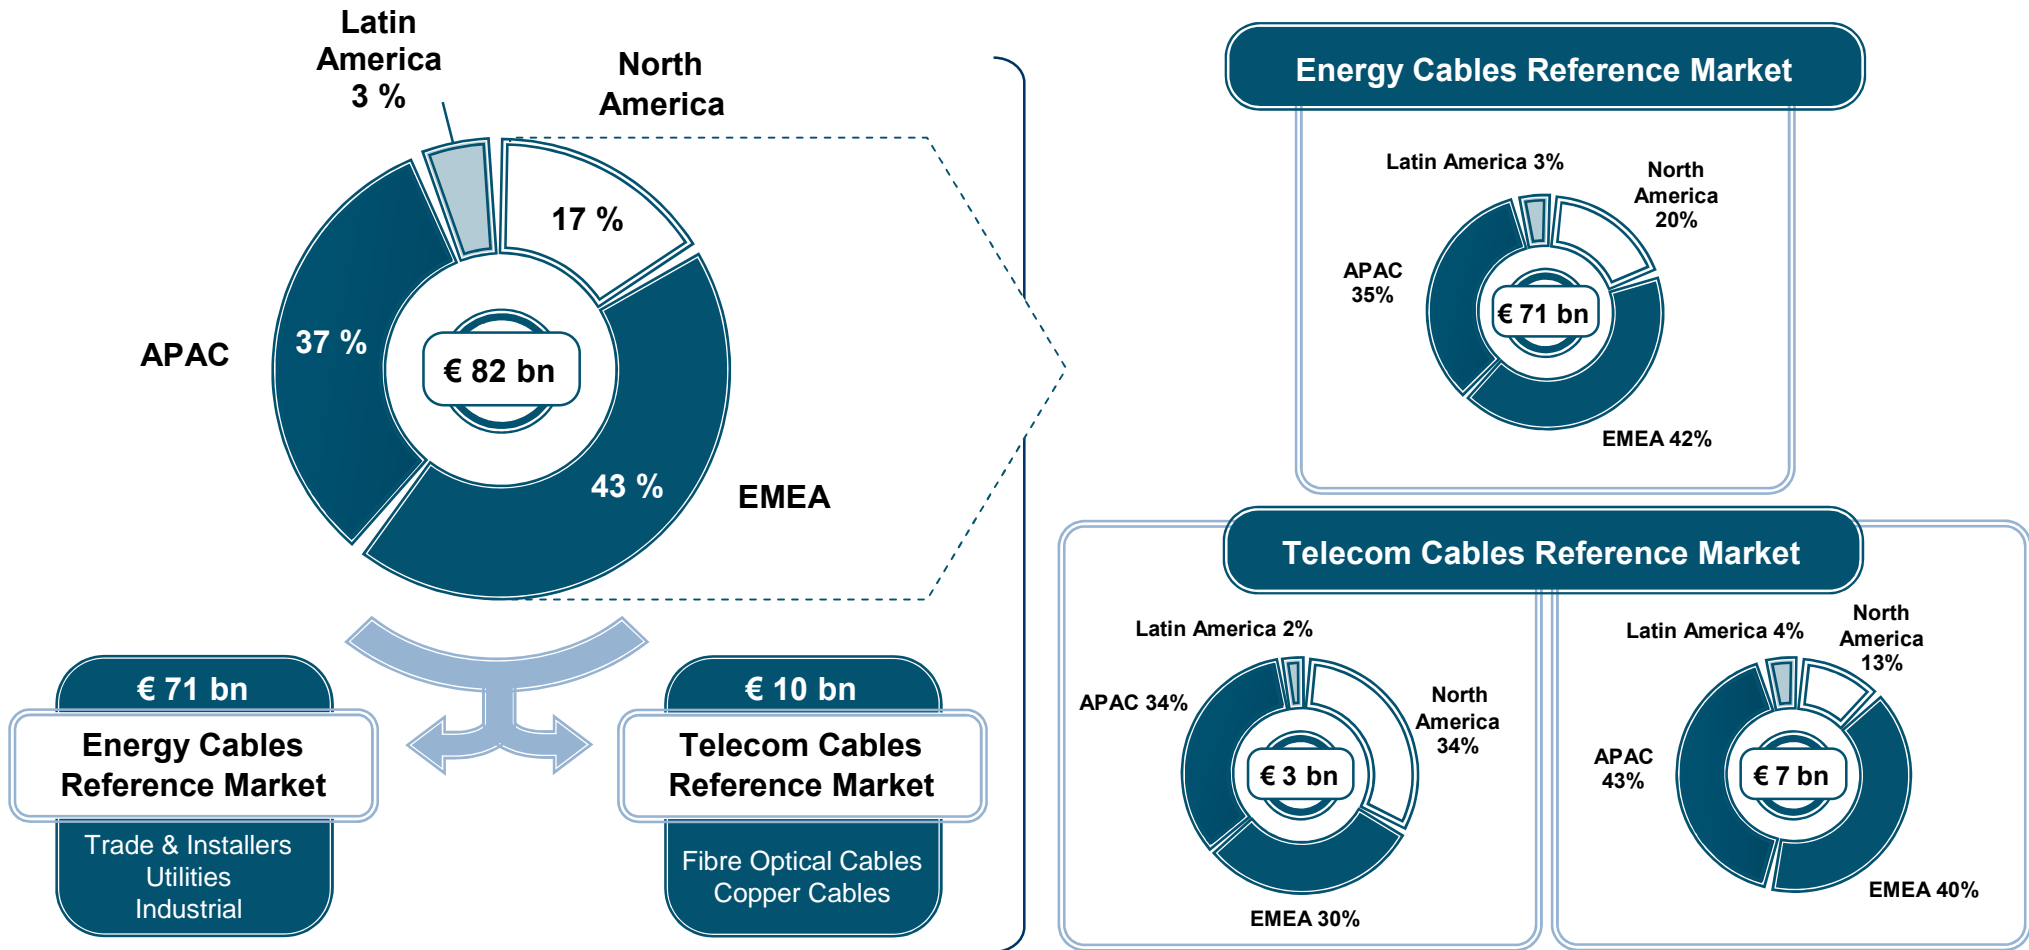 Latin
America
3 %
North
America
17 %
37 %
APAC
€ 82 bn
43 %
EMEA
€ 71 bn
Energy Cables
Reference Market
Trade & Installers
Utilities
Industrial
€ 10 bn
Telecom Cables
Reference Market
Fibre Optical Cables
Copper Cables
Energy Cables Reference Market
Latin America 3%
North
America
20%
APAC
35%
€ 71 bn
EMEA 42%
Telecom Cables Reference Market
Latin America 2%
APAC 34%
North
America
34%
€ 3 bn
EMEA 30%
Latin America 4%
North
America
13%
APAC
43%
€ 7 bn
EMEA 40%